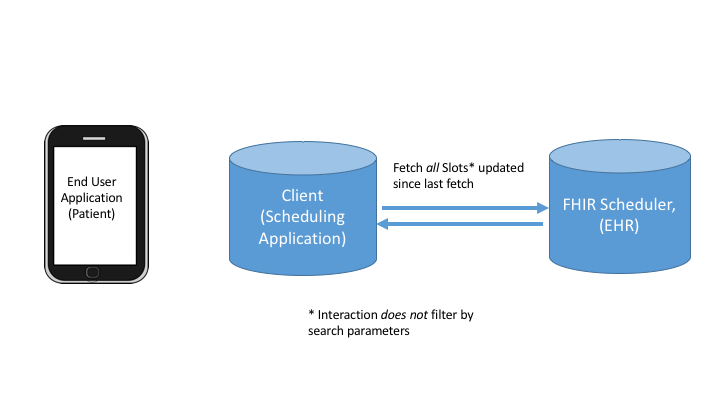 End User
Application
(Patient)
Client
(Scheduling
Application)
Fetch all Slots* updated
since last fetch
FHIR Scheduler,
(EHR)
* Interaction does not filter by
search parameters